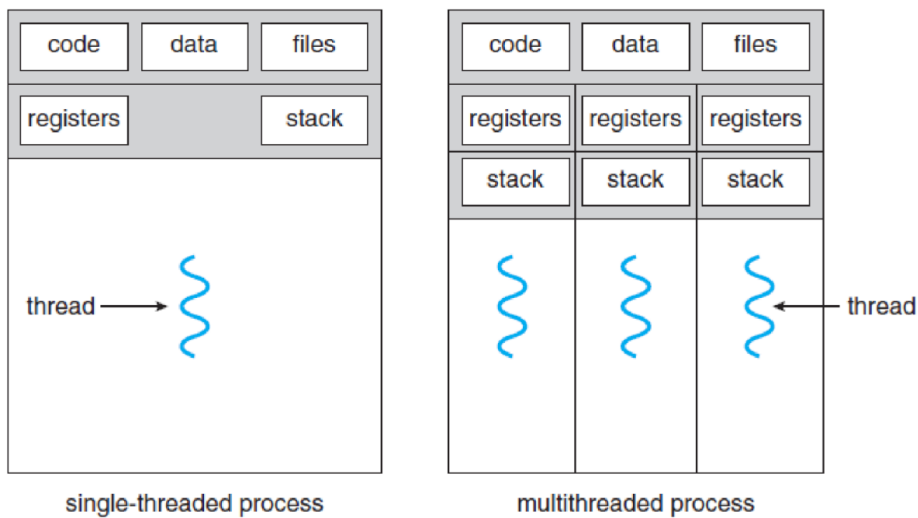 code data files
registers stack
thread
single-threaded process
code data files
registers registers registers
stack stack stack
thread
multithreaded process